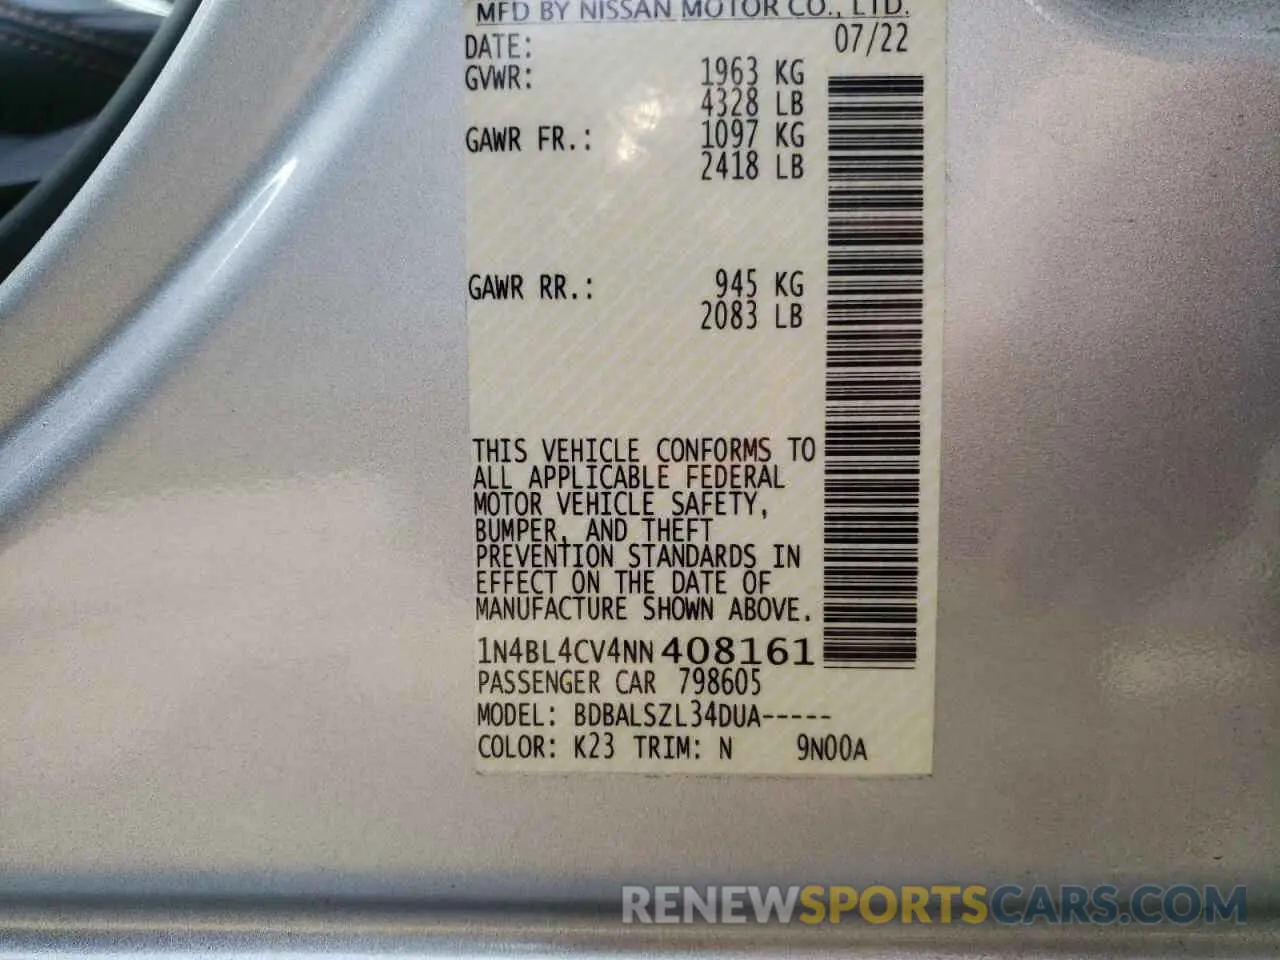 MFD BY NISSAN MOTOR CO., LTD.
DATE: 07/22
GVWR: 1963 KG
4328 LB
GAWR FR.: 1097 KG
2418 LB
GAWR RR.: 945 KG
2083 LB
THIS VEHICLE CONFORMS TO
ALL APPLICABLE FEDERAL
MOTOR VEHICLE SAFETY,
BUMPER, AND THEFT
PREVENTION STANDARDS IN
EFFECT ON THE DATE OF
MANUFACTURE SHOWN ABOVE.
1N4BL4CV4NN408161
PASSENGER CAR 798605
MODEL: BDBALSZL34DUA-----
COLOR: K23 TRIM: N 9N00A
RENEWSPORTSCARS.COM